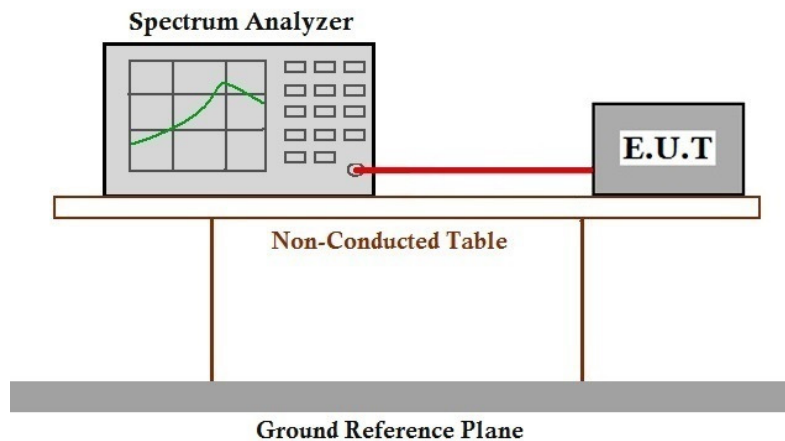 Spectrum Analyzer
E.U.T
Non-Conducted Table
Ground Reference Plane